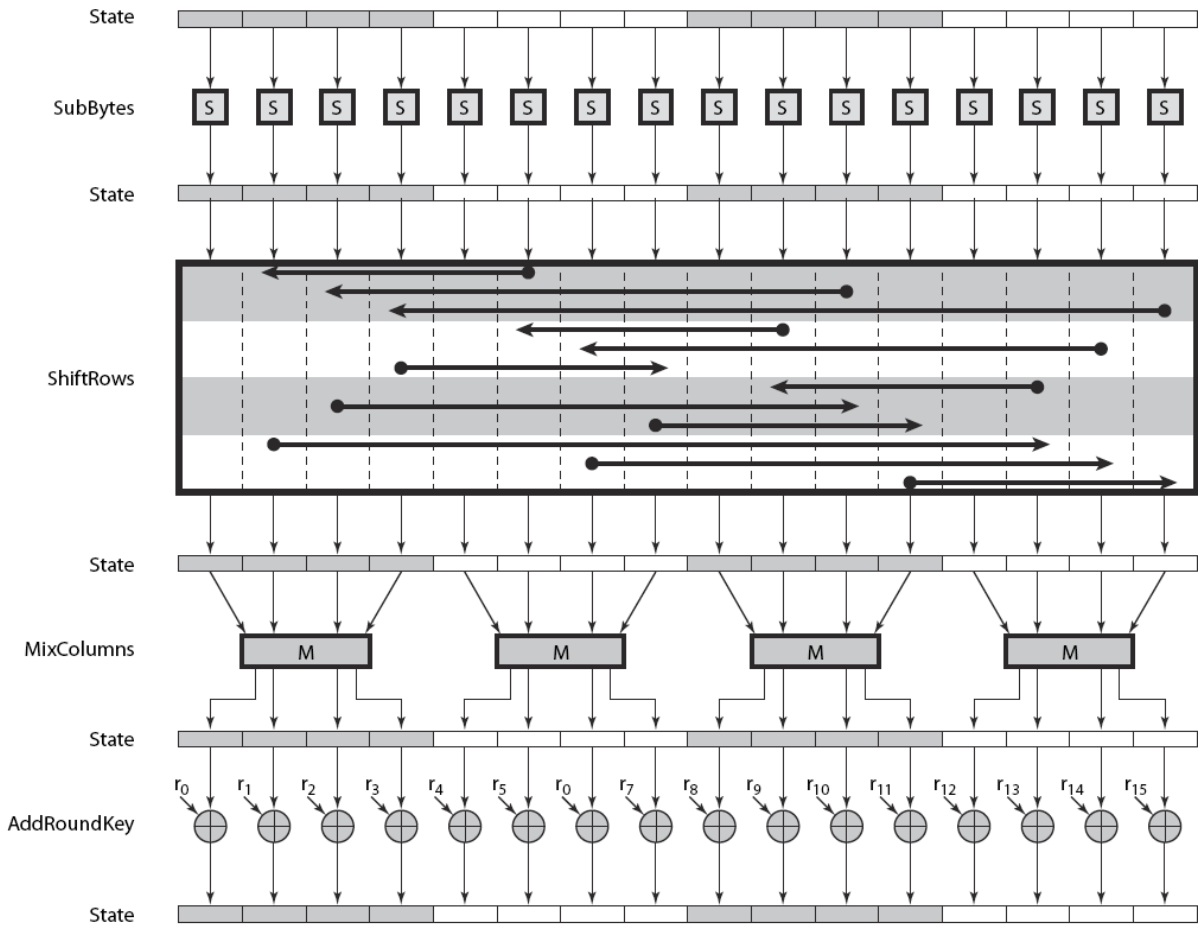 State
SubBytes
S S S S S S S S S S S S S S S S
State
ShiftRows
State
MixColumns
M M M M
State
r0 r1 r2 r3 r4 r5 r0 r7 r8 r9 r10 r11 r12 r13 r14 r15
AddRoundKey
State